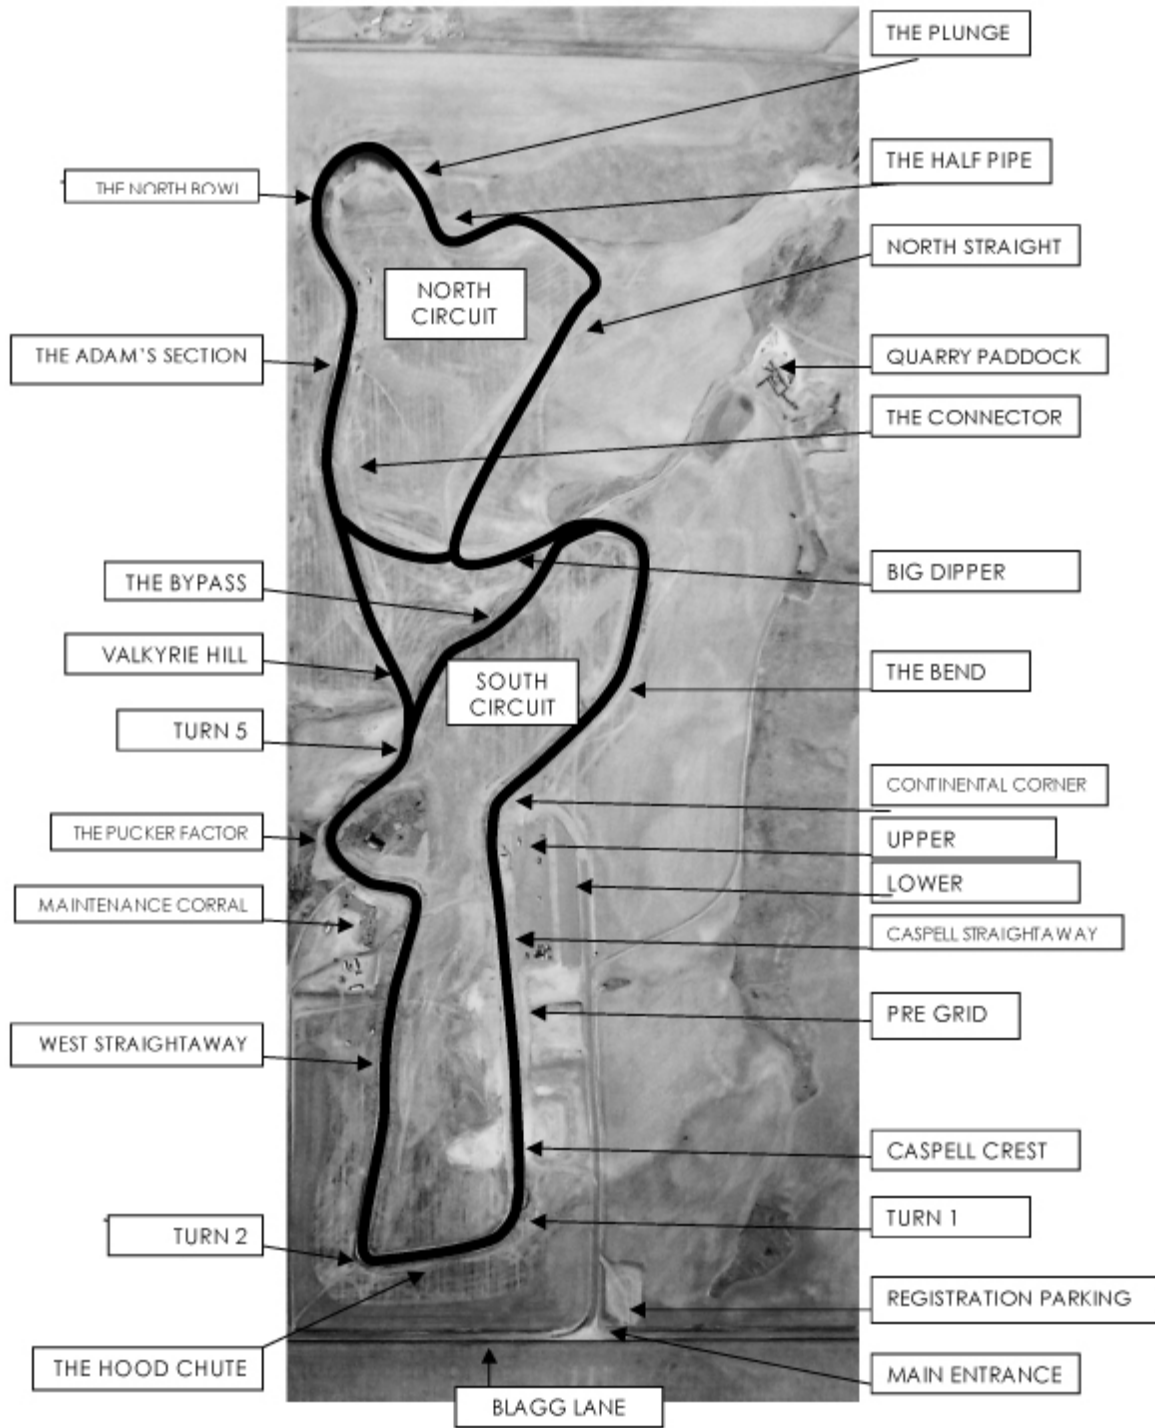 THE PLUNGE
THE HALF PIPE
THE NORTH BOWL
NORTH STRAIGHT
NORTH
CIRCUIT
THE ADAM'S SECTION
QUARRY PADDOCK
THE CONNECTOR
BIG DIPPER
THE BYPASS
VALKYRIE HILL
THE BEND
SOUTH
CIRCUIT
TURN 5
CONTINENTAL CORNER
THE PUCKER FACTOR
UPPER
LOWER
MAINTENANCE CORRAL
CASPELL STRAIGHTAWAY
PRE GRID
WEST STRAIGHTAWAY
CASPELL CREST
TURN 1
TURN 2
REGISTRATION PARKING
THE HOOD CHUTE
MAIN ENTRANCE
BLAGG LANE